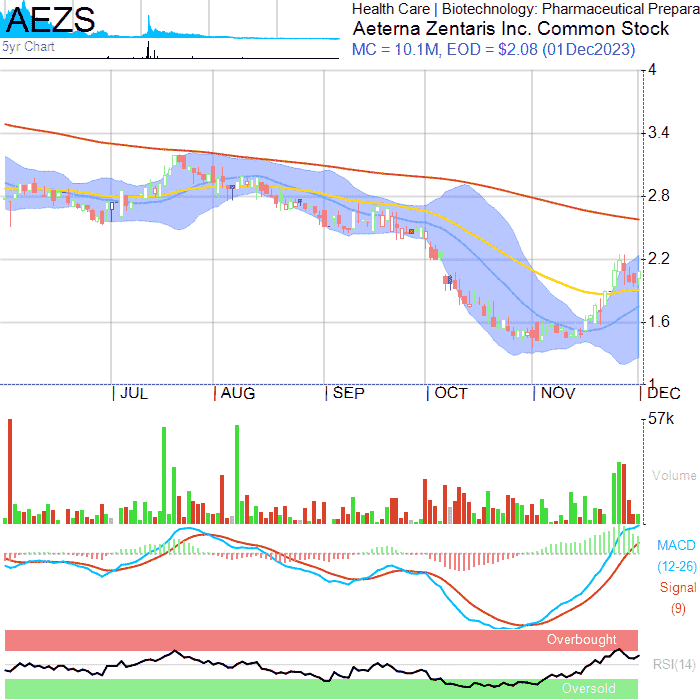 AEZS
5yr Chart
Health Care | Biotechnology: Pharmaceutical Prepara
Aeterna Zentaris Inc. Common Stock
MC = 10.1M, EOD = $2.08 (01Dec2023)
4
3.4
2.8
2.2
1.6
1
JUL
AUG
SEP
OCT
NOV
DEC
57k
Volume
MACD
(12-26)
Signal
(9)
Overbought
RSI(14)
Oversold